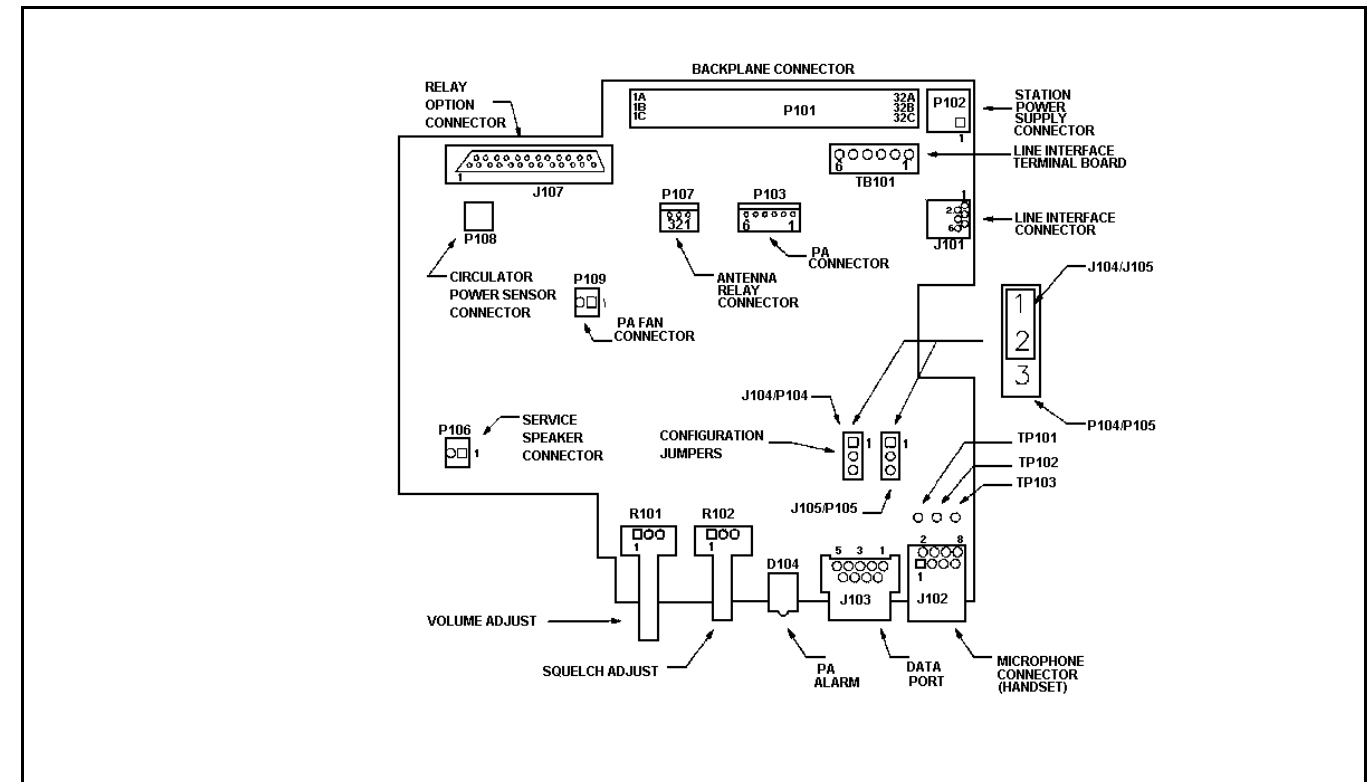 BACKPLANE CONNECTOR
RELAY
OPTION
CONNECTOR
1A
1B
1C
P101
32A
32B
32C
P102
1
STATION
POWER
SUPPLY
CONNECTOR
LINE INTERFACE
TERMINAL BOARD
6 1
TB101
1
J107
P107
321
P103
6 1
1
2
6
J101
LINE INTERFACE
CONNECTOR
P108
CIRCULATOR
POWER SENSOR
CONNECTOR
P109
PA FAN
CONNECTOR
ANTENNA
RELAY
CONNECTOR
PA
CONNECTOR
J104/J105
1
2
3
P104/P105
J104/P104
CONFIGURATION
JUMPERS
1
1
J105/P105
P106
1
SERVICE
SPEAKER
CONNECTOR
TP101
TP102
TP103
R101
1
R102
1
D104
5 3 1
J103
2 8
1
J102
VOLUME ADJUST
SQUELCH ADJUST
PA
ALARM
DATA
PORT
MICROPHONE
CONNECTOR
(HANDSET)